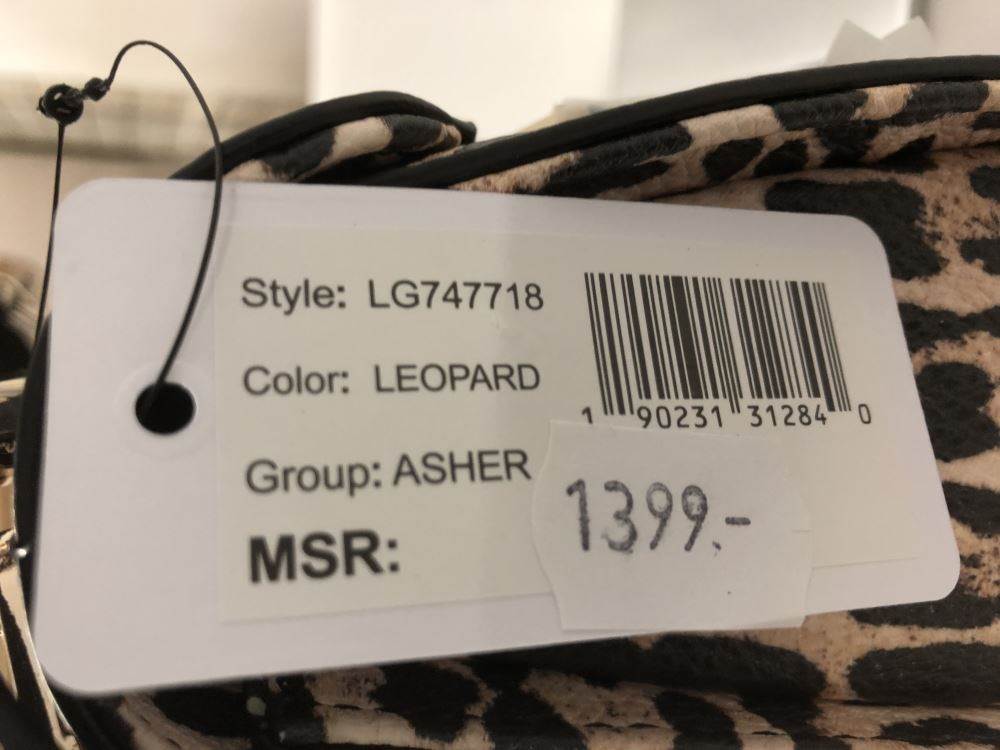 Style: LG747718
Color: LEOPARD
Group: ASHER
MSR:
1 90231 31284 0
1399.-